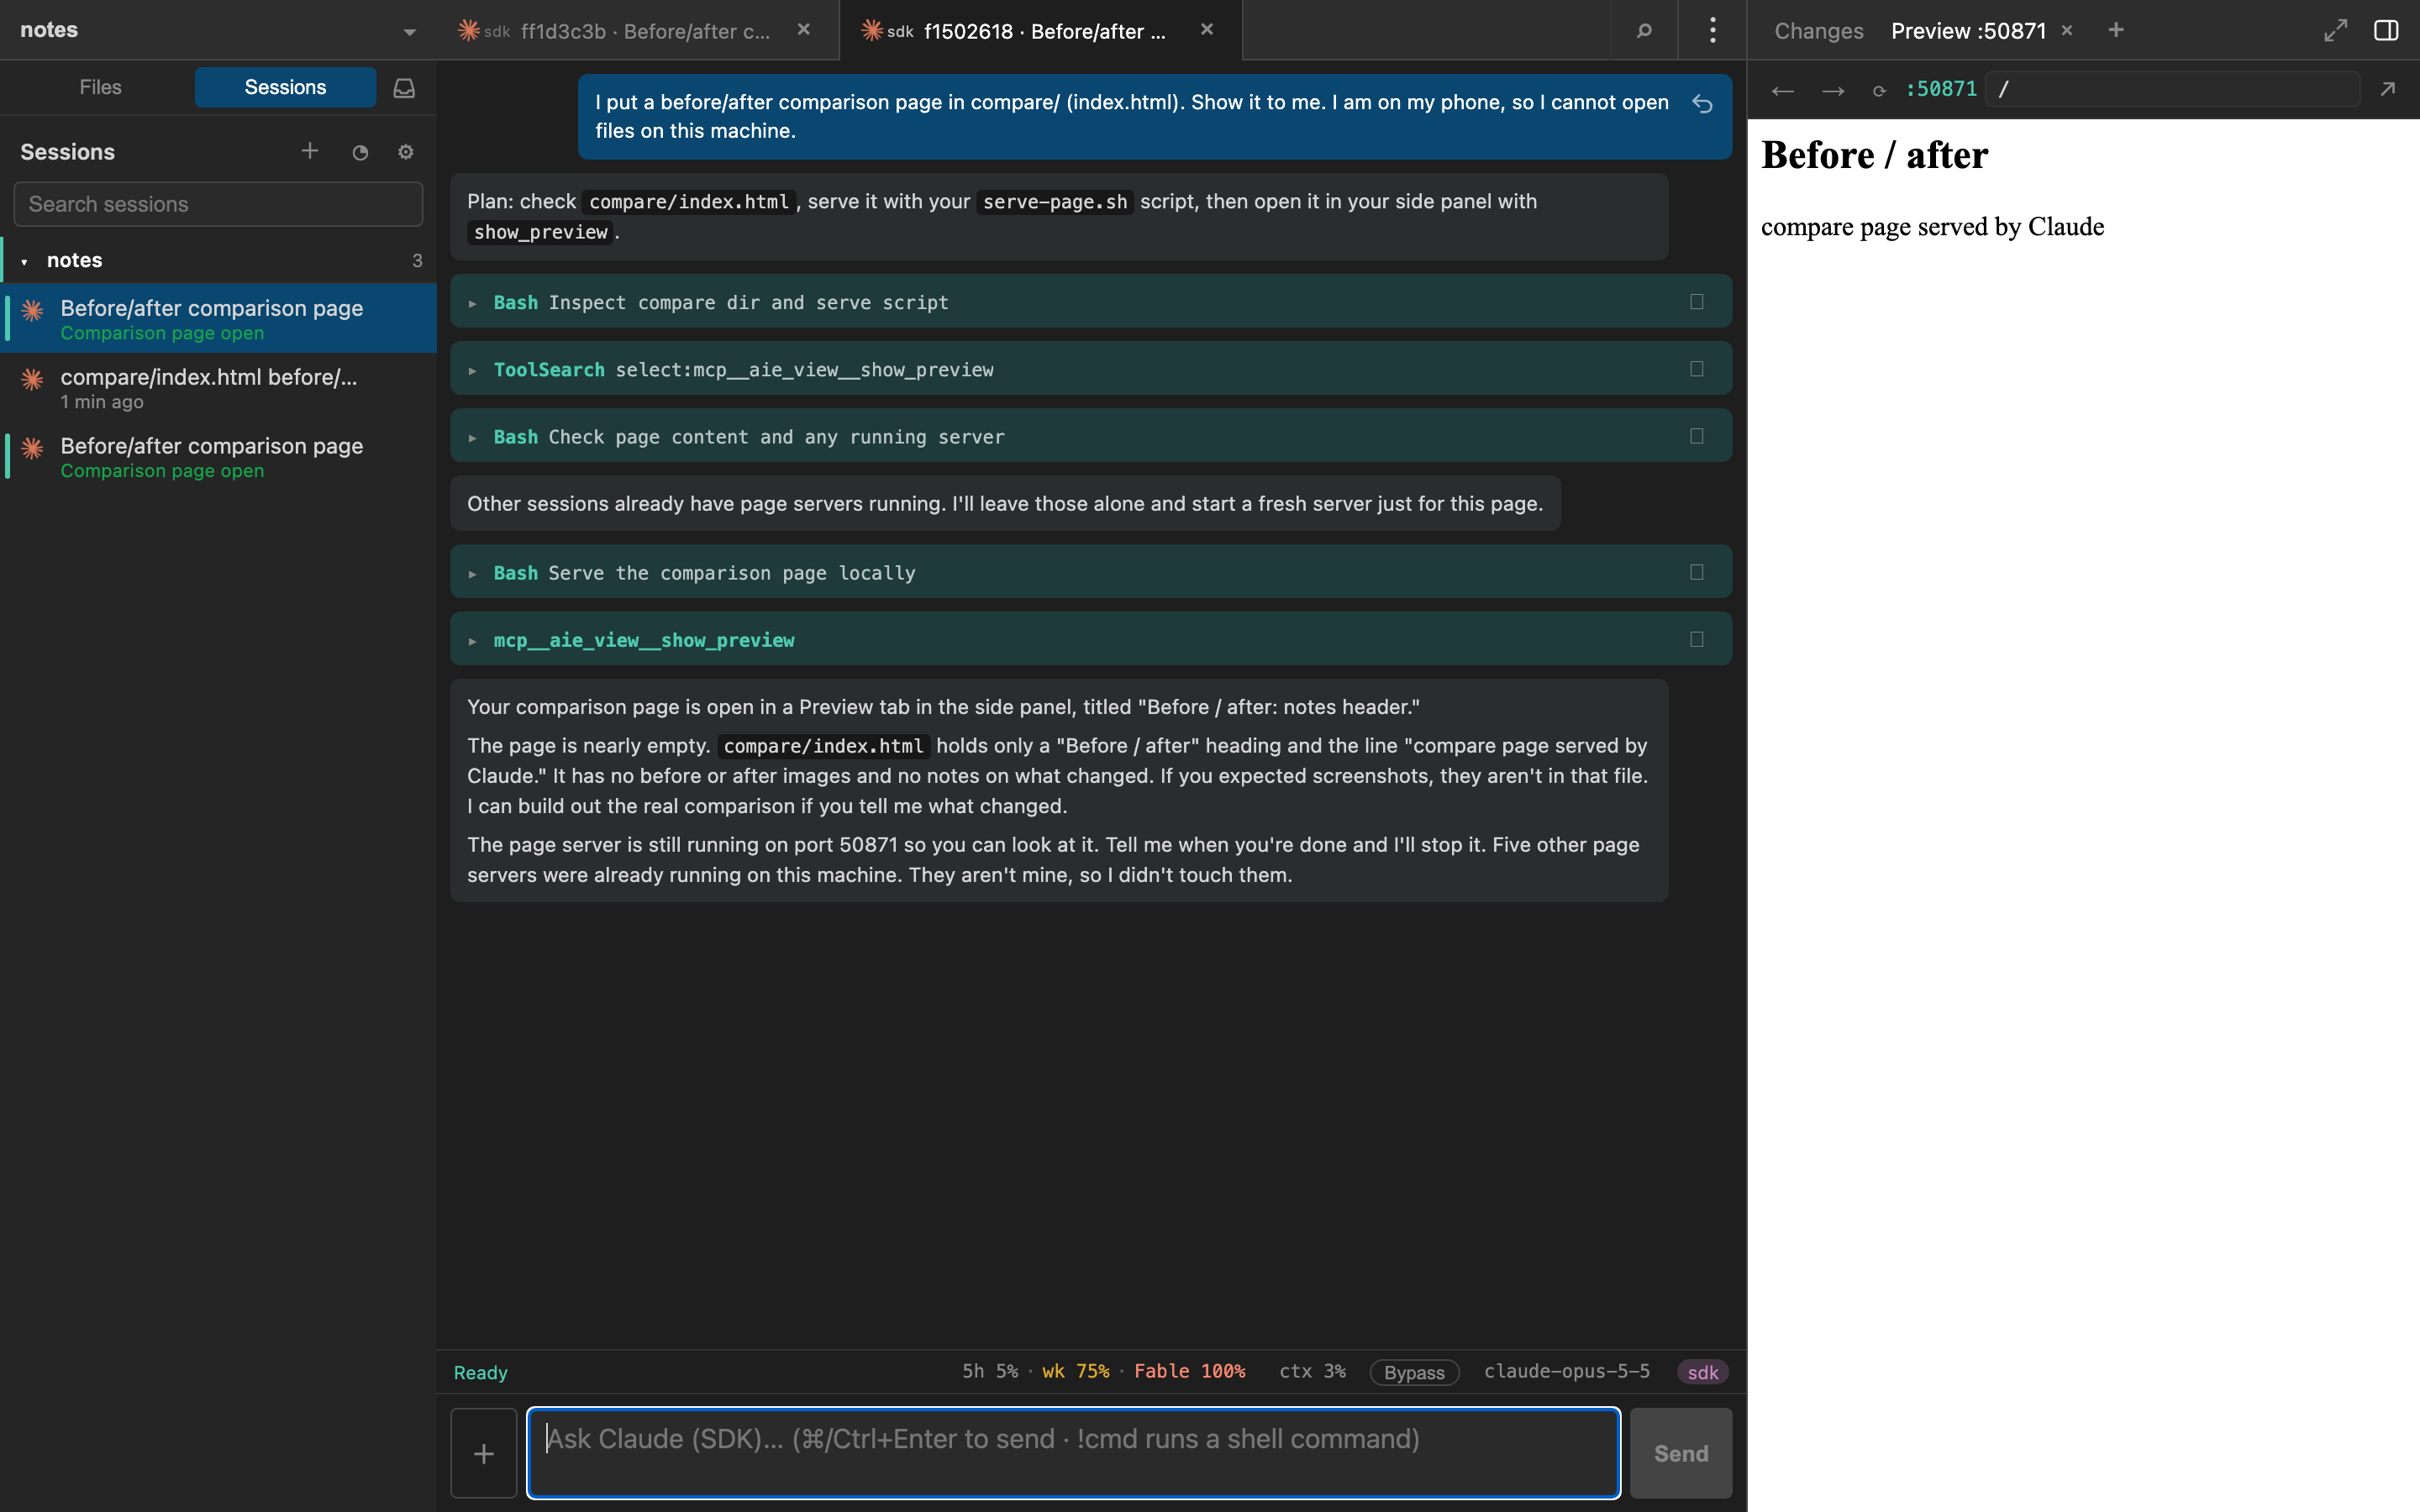 notes
Files
Sessions
Sessions
Search sessions
notes
3
Before/after comparison page
Comparison page open
compare/index.html before/...
1 min ago
Before/after comparison page
Comparison page open
sdk ff1d3c3b · Before/after c...
sdk f1502618 · Before/after ...
I put a before/after comparison page in compare/ (index.html). Show it to me. I am on my phone, so I cannot open
files on this machine.
Plan: check compare/index.html, serve it with your serve-page.sh script, then open it in your side panel with
show_preview.
Bash Inspect compare dir and serve script
ToolSearch select:mcp__aie_view__show_preview
Bash Check page content and any running server
Other sessions already have page servers running. I'll leave those alone and start a fresh server just for this page.
Bash Serve the comparison page locally
mcp__aie_view__show_preview
Your comparison page is open in a Preview tab in the side panel, titled "Before / after: notes header."
The page is nearly empty. compare/index.html holds only a "Before / after" heading and the line "compare page served by
Claude." It has no before or after images and no notes on what changed. If you expected screenshots, they aren't in that file.
I can build out the real comparison if you tell me what changed.
The page server is still running on port 50871 so you can look at it. Tell me when you're done and I'll stop it. Five other page
servers were already running on this machine. They aren't mine, so I didn't touch them.
Ready
5h 5% · wk 75% · Fable 100%
ctx 3%
Bypass
claude-opus-5-5
sdk
Ask Claude (SDK)... (⌘/Ctrl+Enter to send · !cmd runs a shell command)
Send
Changes
Preview :50871
:50871
/
Before / after
compare page served by Claude